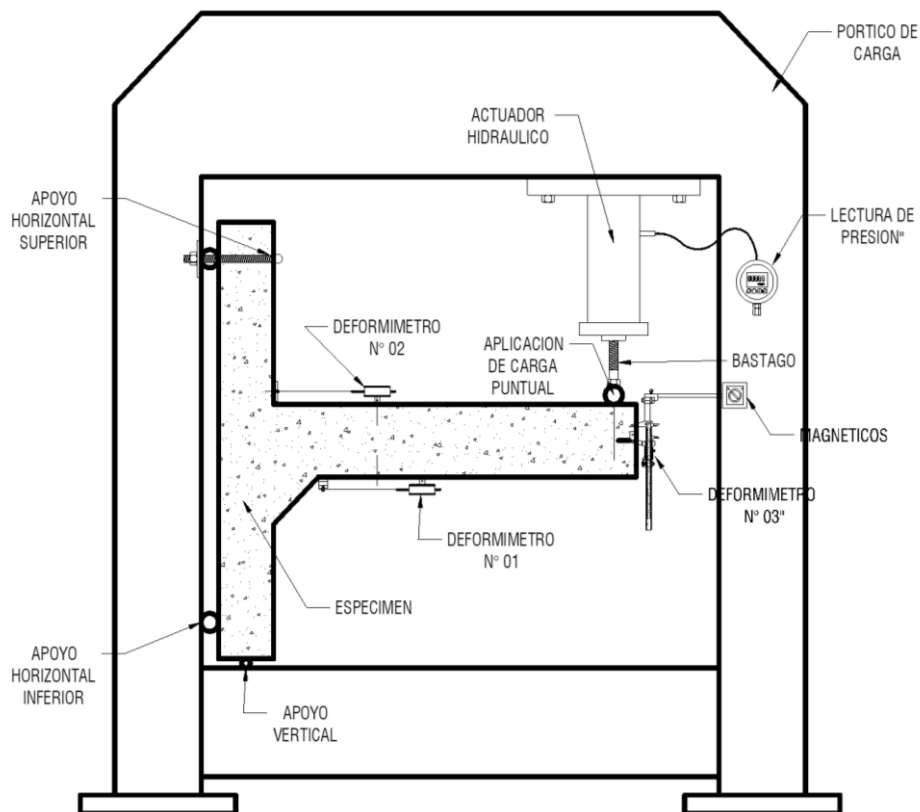 PORTICO DE
CARGA
ACTUADOR
HIDRAULICO
APOYO
HORIZONTAL
SUPERIOR
LECTURA DE
PRESION"
DEFORMIMETRO
N° 02
APLICACION
DE CARGA
PUNTUAL
BASTAGO
MAGNETICOS
DEFORMIMETRO
N° 03"
DEFORMIMETRO
N° 01
ESPECIMEN
APOYO
HORIZONTAL
INFERIOR
APOYO
VERTICAL